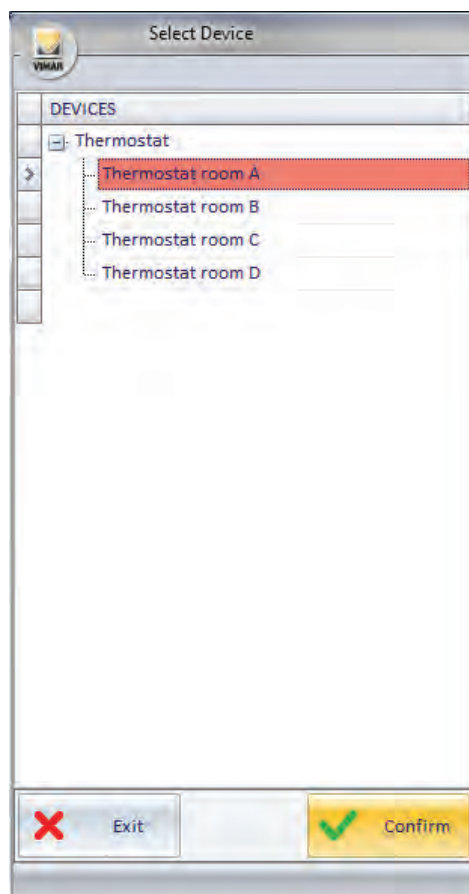 Select Device
VIMAR
DEVICES
Thermostat
Thermostat room A
Thermostat room B
Thermostat room C
Thermostat room D
Exit
Confirm